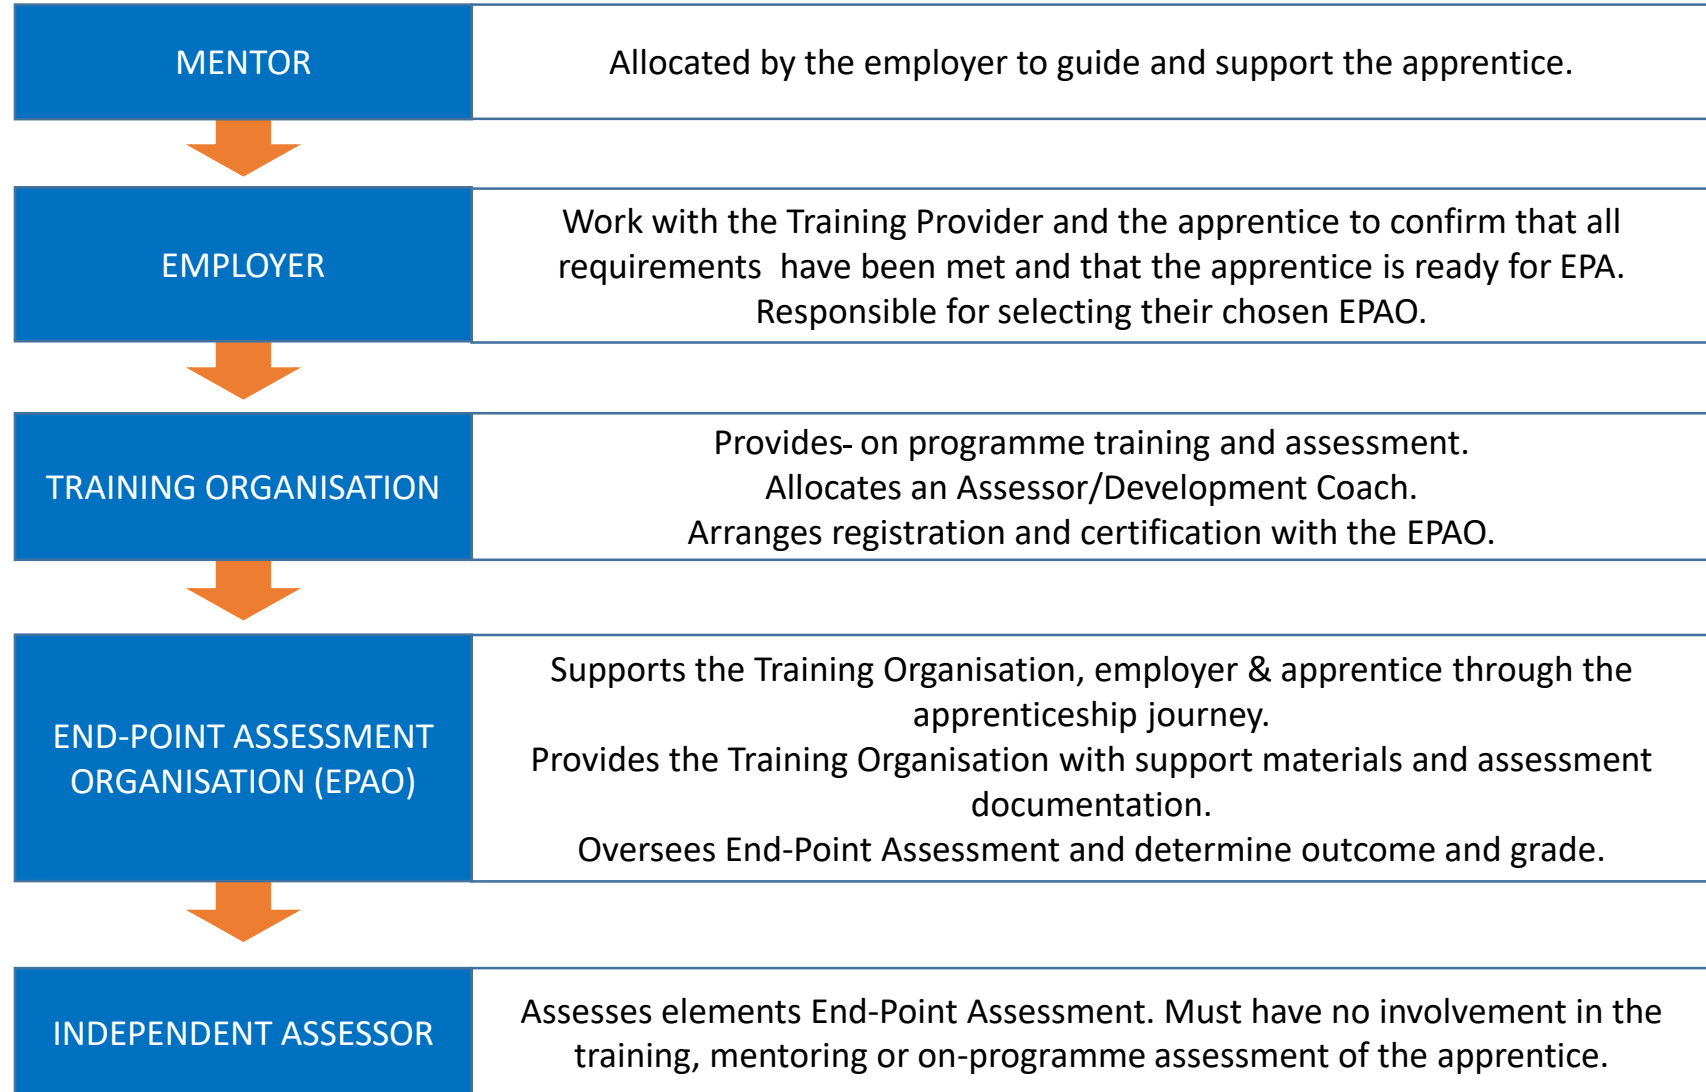 MENTOR
Allocated by the employer to guide and support the apprentice.
EMPLOYER
Work with the Training Provider and the apprentice to confirm that all
requirements  have been met and that the apprentice is ready for EPA.
Responsible for selecting their chosen EPAO.
TRAINING ORGANISATION
Provides- on programme training and assessment.
Allocates an Assessor/Development Coach.
Arranges registration and certification with the EPAO.
END-POINT ASSESSMENT
ORGANISATION (EPAO)
Supports the Training Organisation, employer & apprentice through the
apprenticeship journey.
Provides the Training Organisation with support materials and assessment
documentation.
Oversees End-Point Assessment and determine outcome and grade.
INDEPENDENT ASSESSOR
Assesses elements End-Point Assessment. Must have no involvement in the
training, mentoring or on-programme assessment of the apprentice.